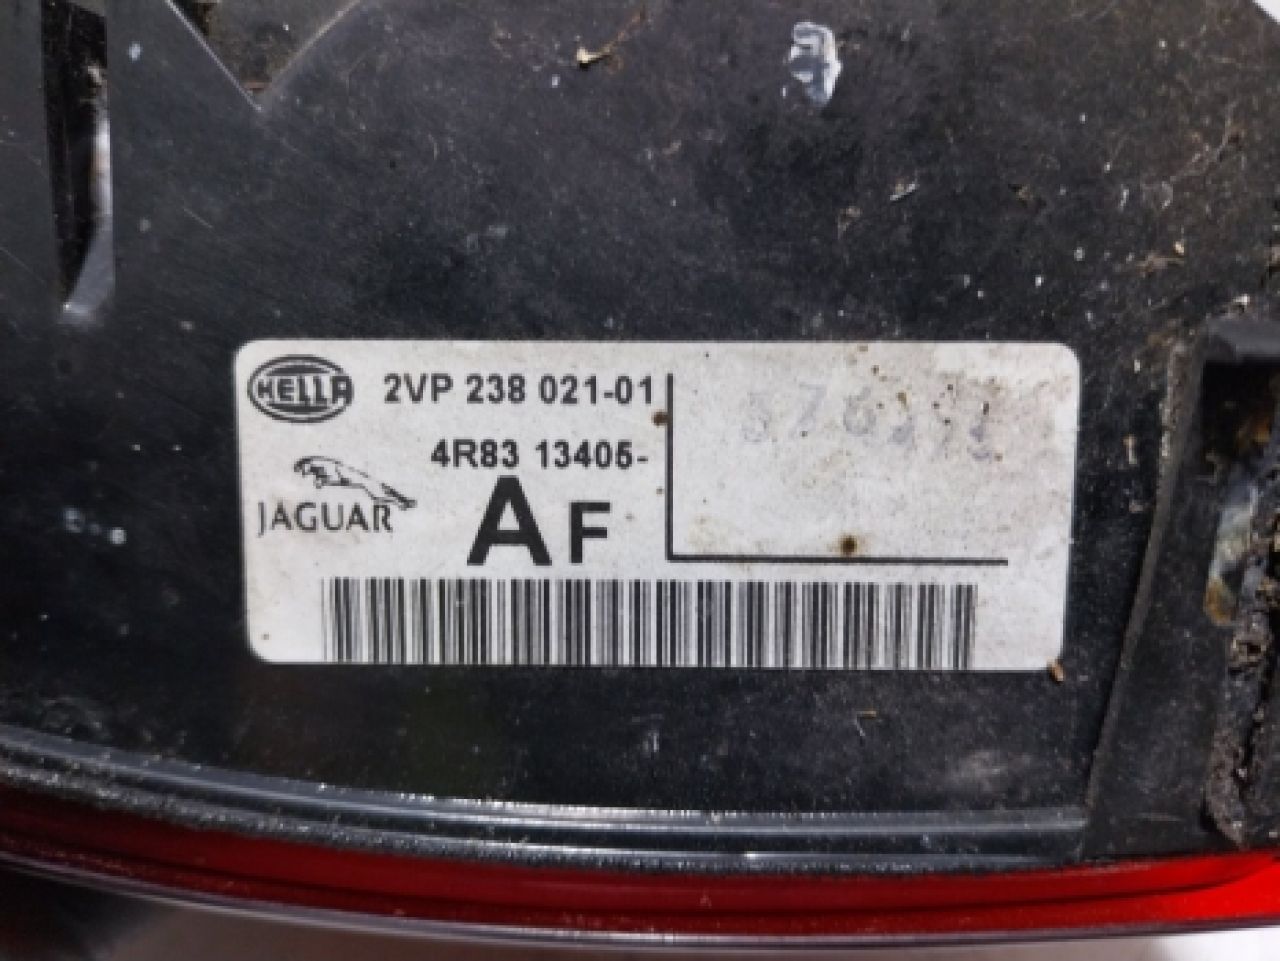 HELLA 2VP 238 021-01
4R83 13405-
JAGUAR AF